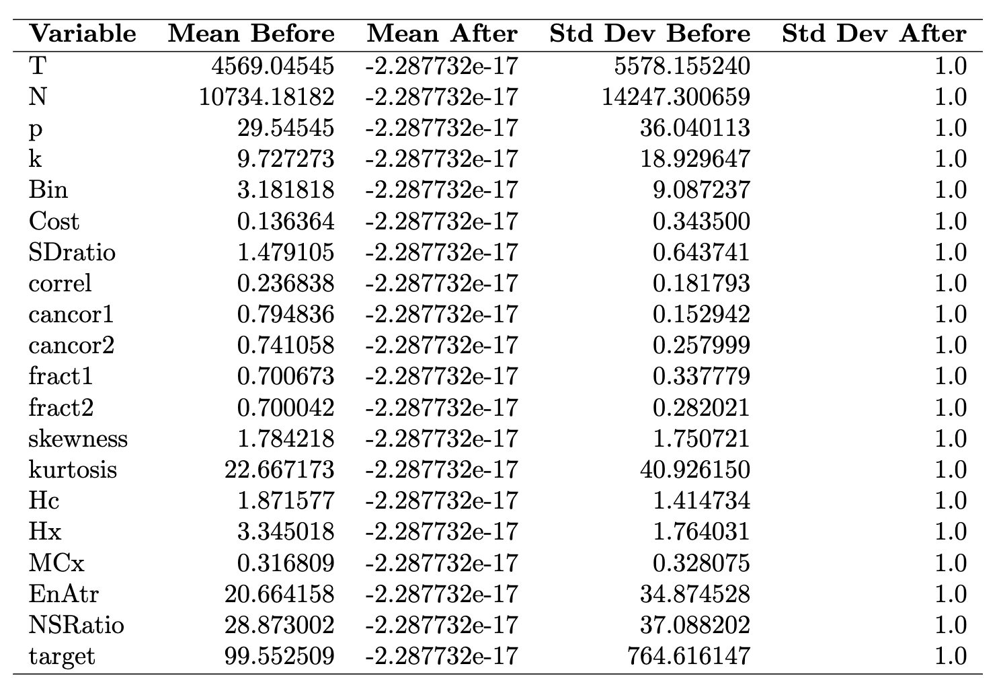 Variable Mean Before Mean After Std Dev Before Std Dev After
T 4569.04545 -2.287732e-17 5578.155240 1.0
N 10734.18182 -2.287732e-17 14247.300659 1.0
p 29.54545 -2.287732e-17 36.040113 1.0
k 9.727273 -2.287732e-17 18.929647 1.0
Bin 3.181818 -2.287732e-17 9.087237 1.0
Cost 0.136364 -2.287732e-17 0.343500 1.0
SDratio 1.479105 -2.287732e-17 0.643741 1.0
correl 0.236838 -2.287732e-17 0.181793 1.0
cancor1 0.794836 -2.287732e-17 0.152942 1.0
cancor2 0.741058 -2.287732e-17 0.257999 1.0
fract1 0.700673 -2.287732e-17 0.337779 1.0
fract2 0.700042 -2.287732e-17 0.282021 1.0
skewness 1.784218 -2.287732e-17 1.750721 1.0
kurtosis 22.667173 -2.287732e-17 40.926150 1.0
Hc 1.871577 -2.287732e-17 1.414734 1.0
Hx 3.345018 -2.287732e-17 1.764031 1.0
MCx 0.316809 -2.287732e-17 0.328075 1.0
EnAtr 20.664158 -2.287732e-17 34.874528 1.0
NSRatio 28.873002 -2.287732e-17 37.088202 1.0
target 99.552509 -2.287732e-17 764.616147 1.0